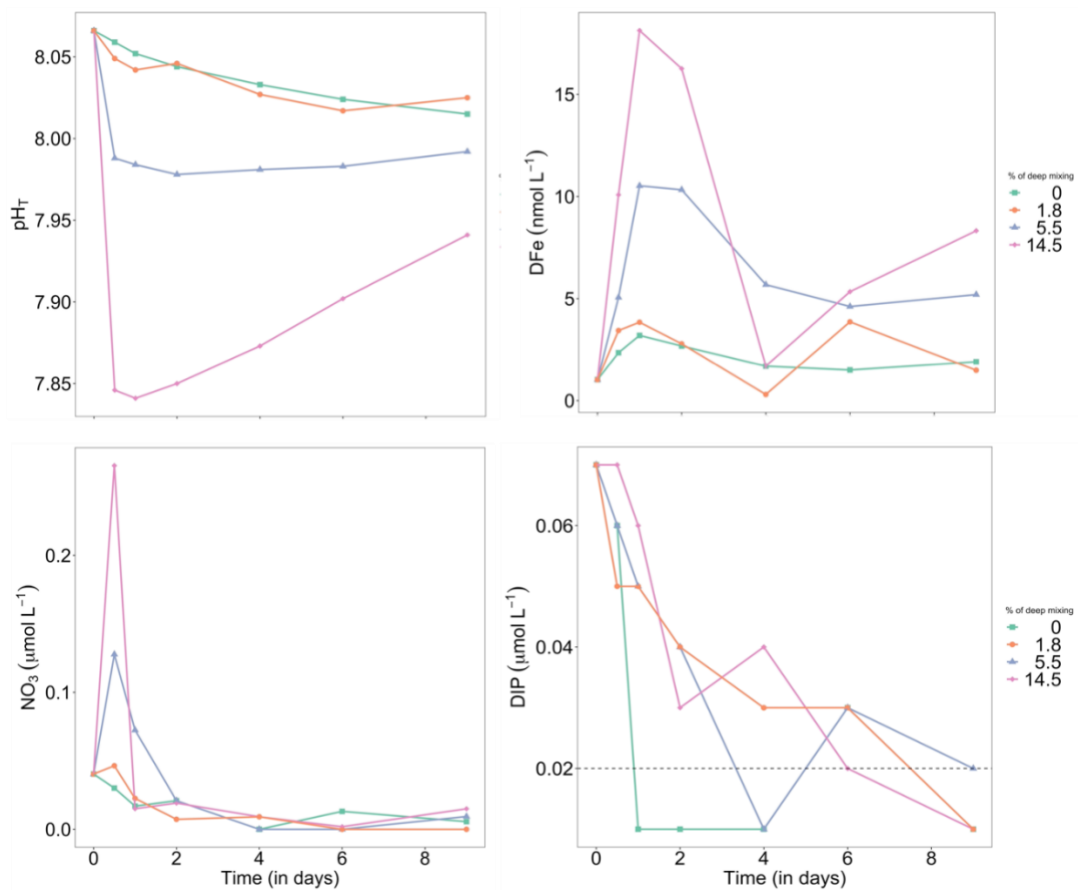 8.05
8.00
7.95
7.90
7.85
pH_T
15
10
5
0
DFe (nmol L⁻¹)
% of deep mixing
0
1.8
5.5
14.5
0.2
0.1
0.0
NO₃ (μmol L⁻¹)
0 2 4 6 8
Time (in days)
0.06
0.04
0.02
DIP (μmol L⁻¹)
0 2 4 6 8
Time (in days)
% of deep mixing
0
1.8
5.5
14.5